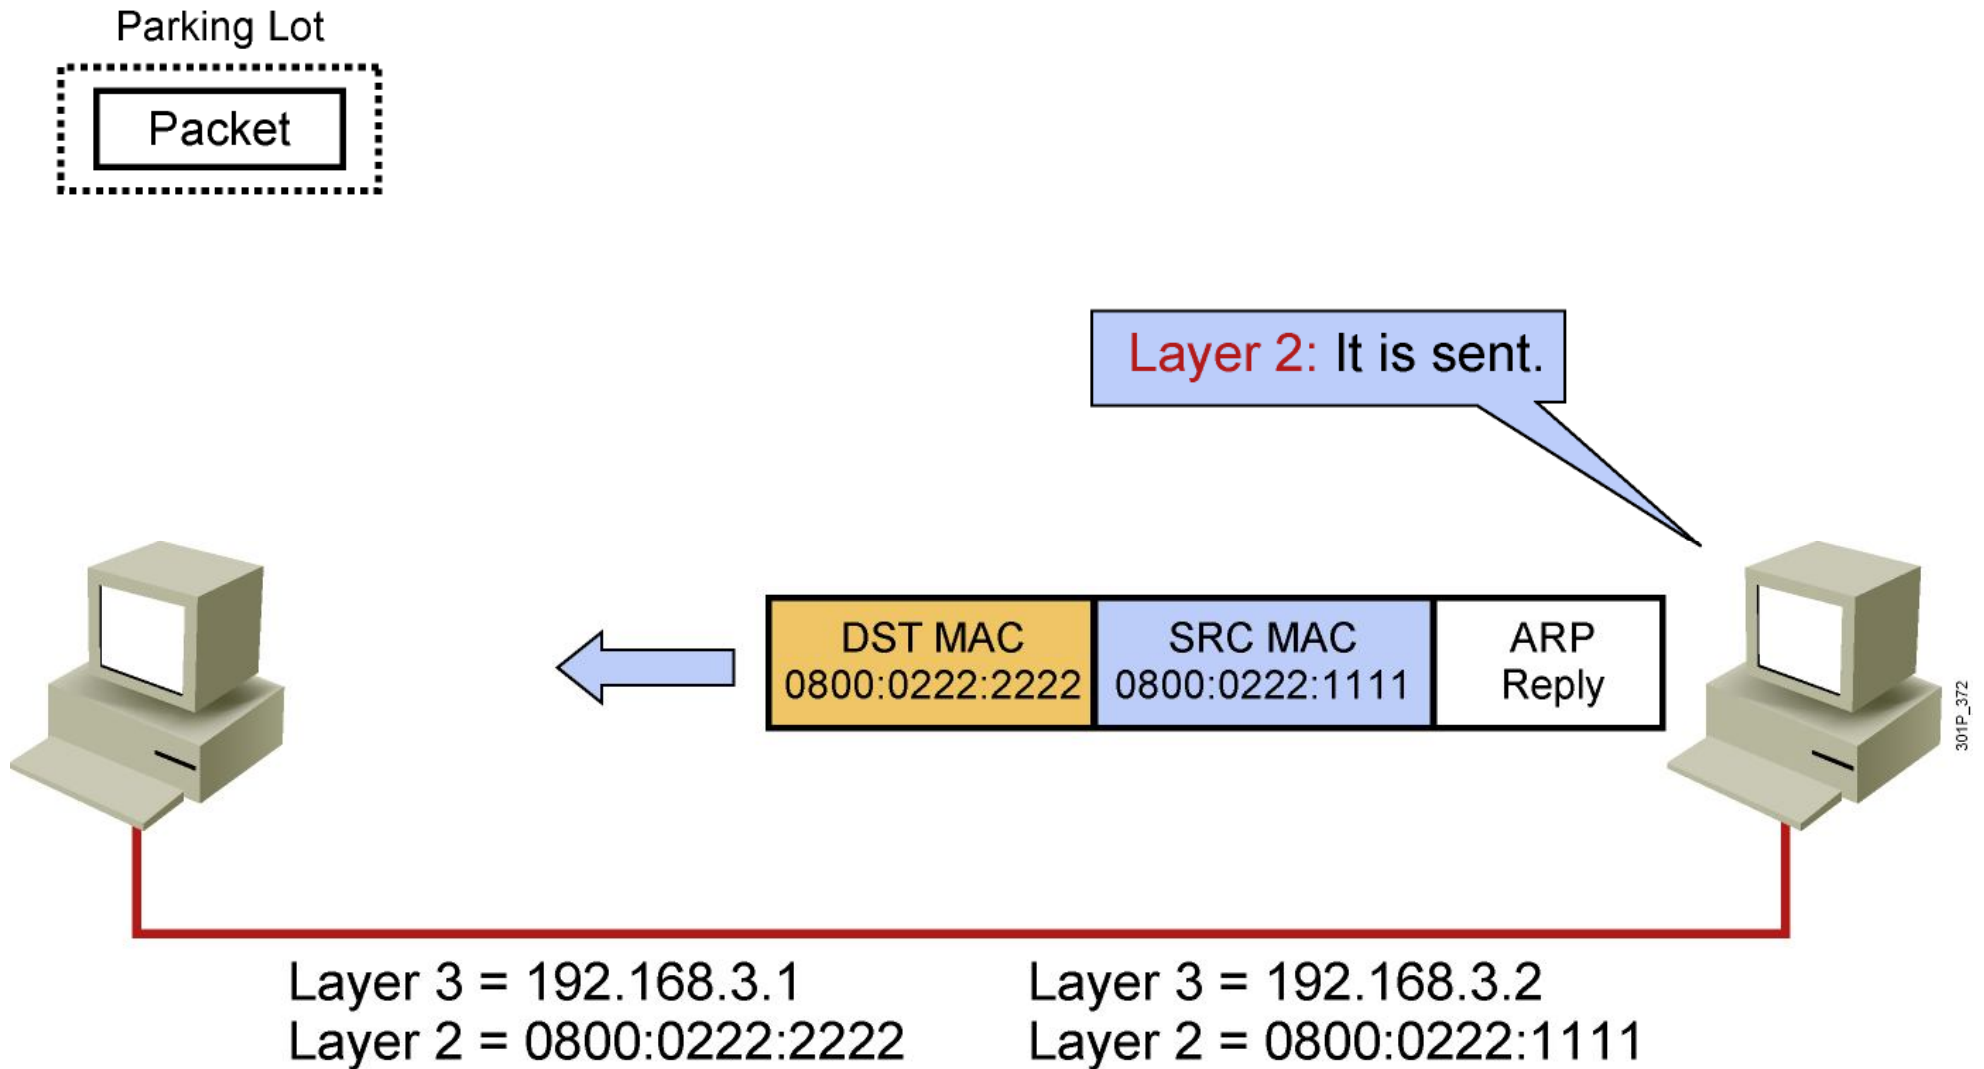 Parking Lot
Packet
Layer 2: It is sent.
DST MAC
0800:0222:2222
SRC MAC
0800:0222:1111
ARP
Reply
301P_372
Layer 3 = 192.168.3.1
Layer 2 = 0800:0222:2222
Layer 3 = 192.168.3.2
Layer 2 = 0800:0222:1111